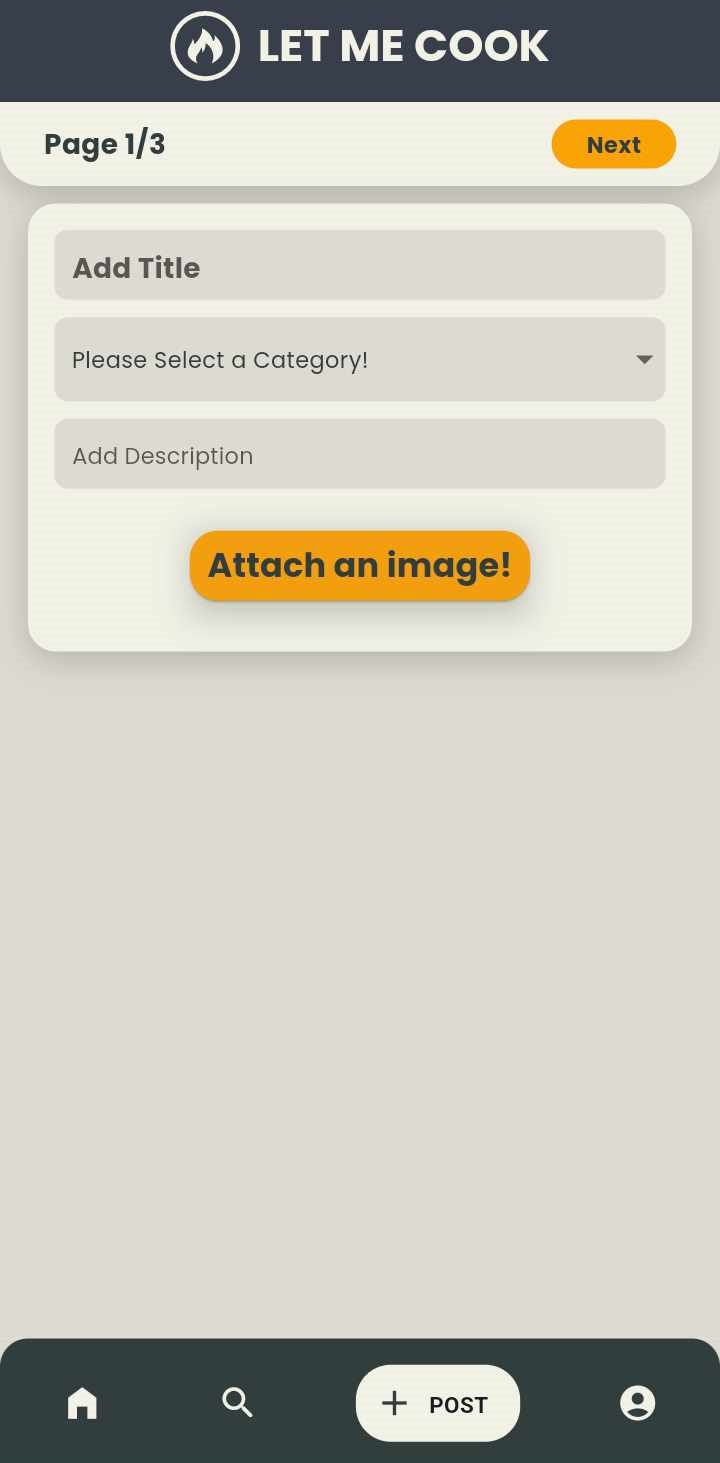 LET ME COOK
Page 1/3
Next
Add Title
Please Select a Category!
Add Description
Attach an image!
POST